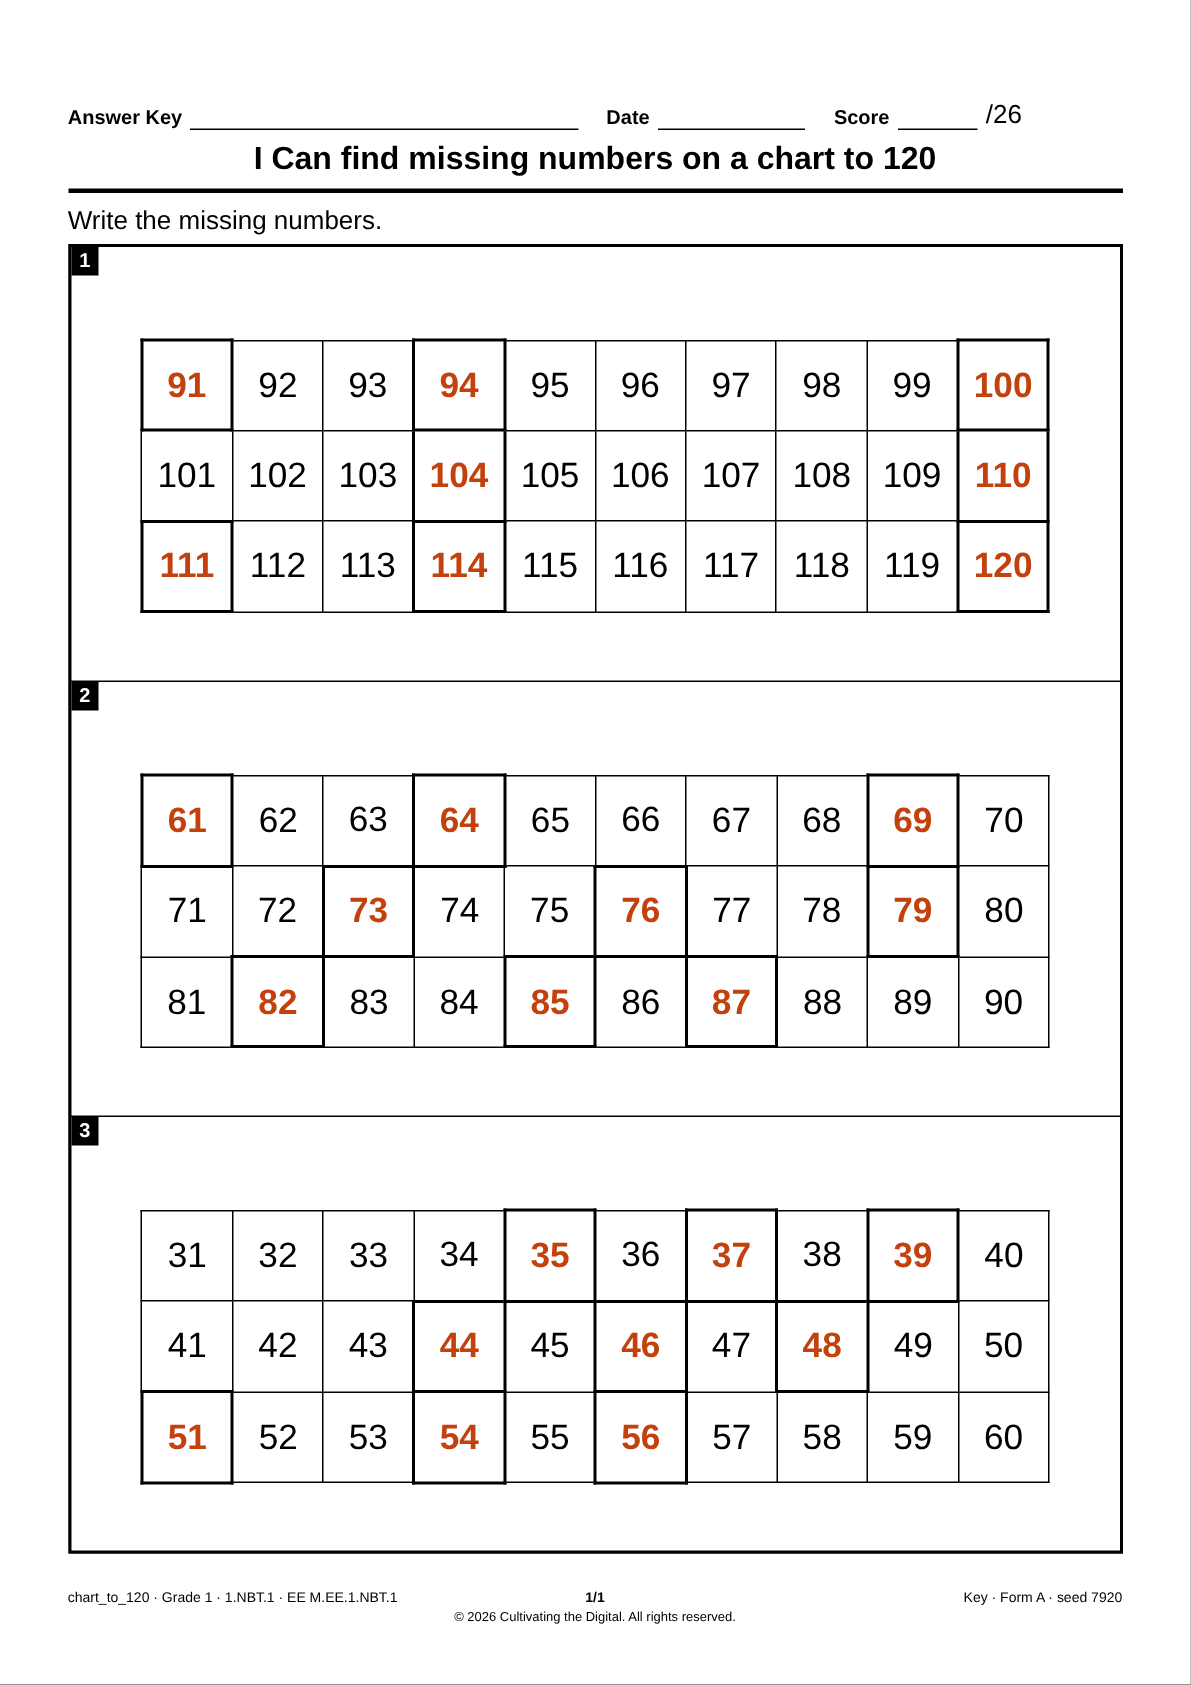 Answer Key Date Score /26
I Can find missing numbers on a chart to 120
Write the missing numbers.
1
91 92 93 94 95 96 97 98 99 100
101 102 103 104 105 106 107 108 109 110
111 112 113 114 115 116 117 118 119 120
2
61 62 63 64 65 66 67 68 69 70
71 72 73 74 75 76 77 78 79 80
81 82 83 84 85 86 87 88 89 90
3
31 32 33 34 35 36 37 38 39 40
41 42 43 44 45 46 47 48 49 50
51 52 53 54 55 56 57 58 59 60
chart_to_120 · Grade 1 · 1.NBT.1 · EE M.EE.1.NBT.1 1/1 Key · Form A · seed 7920
© 2026 Cultivating the Digital. All rights reserved.